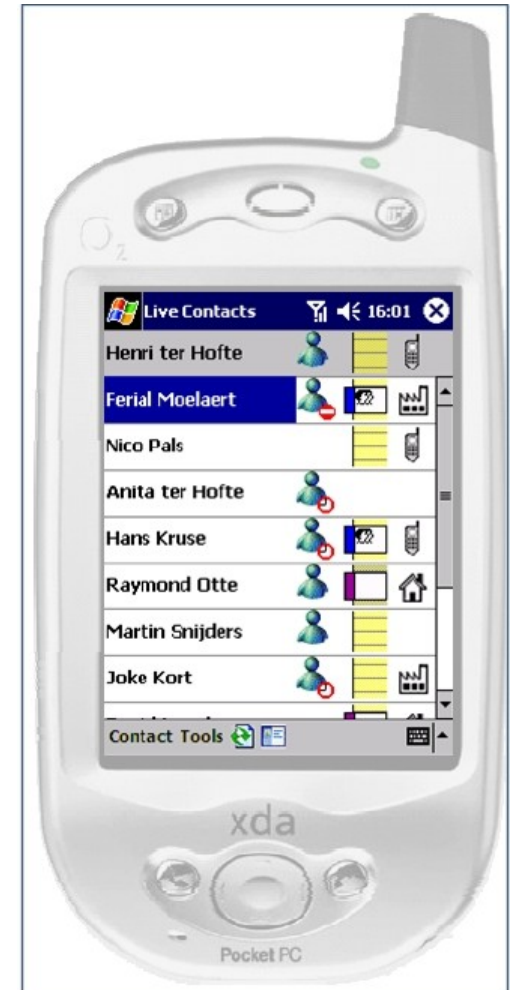 O2
Live Contacts 16:01
Henri ter Hofte
Ferial Moelaert
Nico Pals
Anita ter Hofte
Hans Kruse
Raymond Otte
Martin Snijders
Joke Kort
Contact Tools
xda
Pocket PC